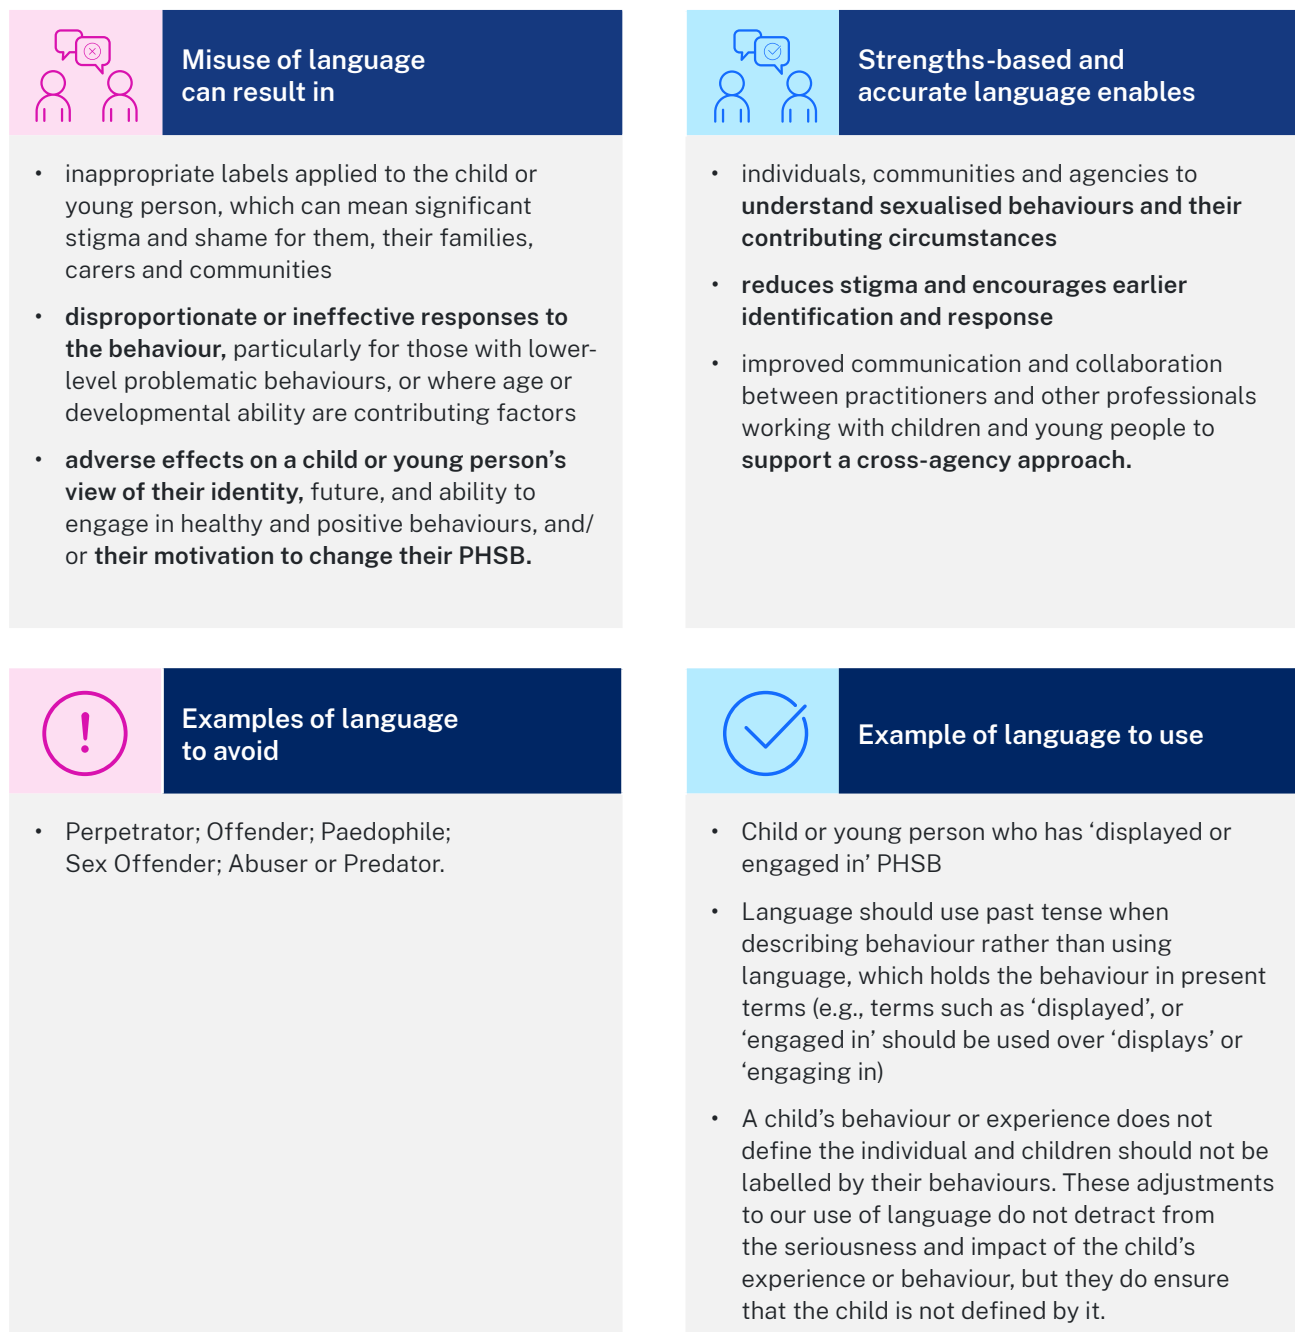 Misuse of language
can result in
• inappropriate labels applied to the child or
young person, which can mean significant
stigma and shame for them, their families,
carers and communities
• disproportionate or ineffective responses to
the behaviour, particularly for those with lower-
level problematic behaviours, or where age or
developmental ability are contributing factors
• adverse effects on a child or young person’s
view of their identity, future, and ability to
engage in healthy and positive behaviours, and/
or their motivation to change their PHSB.
Strengths-based and
accurate language enables
• individuals, communities and agencies to
understand sexualised behaviours and their
contributing circumstances
• reduces stigma and encourages earlier
identification and response
• improved communication and collaboration
between practitioners and other professionals
working with children and young people to
support a cross-agency approach.
Examples of language
to avoid
• Perpetrator; Offender; Paedophile;
Sex Offender; Abuser or Predator.
Example of language to use
• Child or young person who has ‘displayed or
engaged in’ PHSB
• Language should use past tense when
describing behaviour rather than using
language, which holds the behaviour in present
terms (e.g., terms such as ‘displayed’, or
‘engaged in’ should be used over ‘displays’ or
‘engaging in)
• A child’s behaviour or experience does not
define the individual and children should not be
labelled by their behaviours. These adjustments
to our use of language do not detract from
the seriousness and impact of the child’s
experience or behaviour, but they do ensure
that the child is not defined by it.